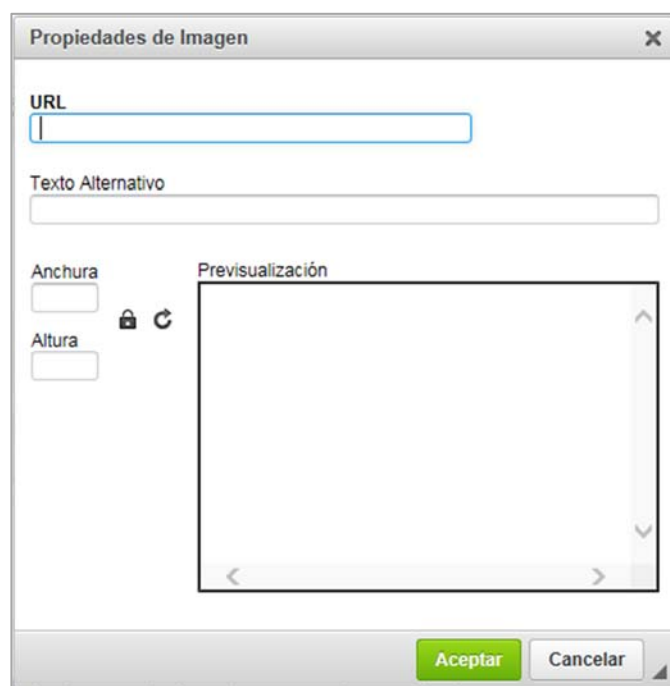 Propiedades de Imagen
URL
Texto Alternativo
Anchura
Previsualización
Altura
Aceptar
Cancelar